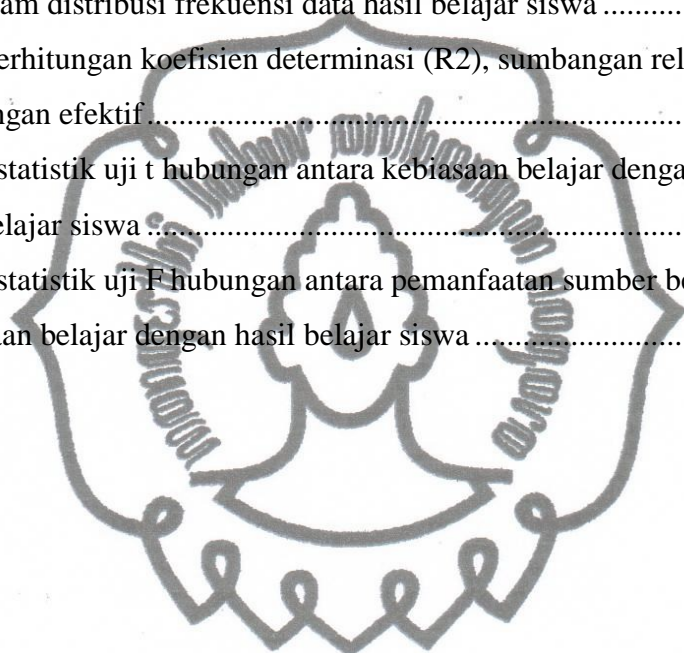 am distribusi frekuensi data hasil belajar siswa ..........
erhitungan koefisien determinasi (R2), sumbangan rel
ngan efektif ......................................................................
statistik uji t hubungan antara kebiasaan belajar denga
elajar siswa ......................................................................
statistik uji F hubungan antara pemanfaatan sumber be
aan belajar dengan hasil belajar siswa ...........................